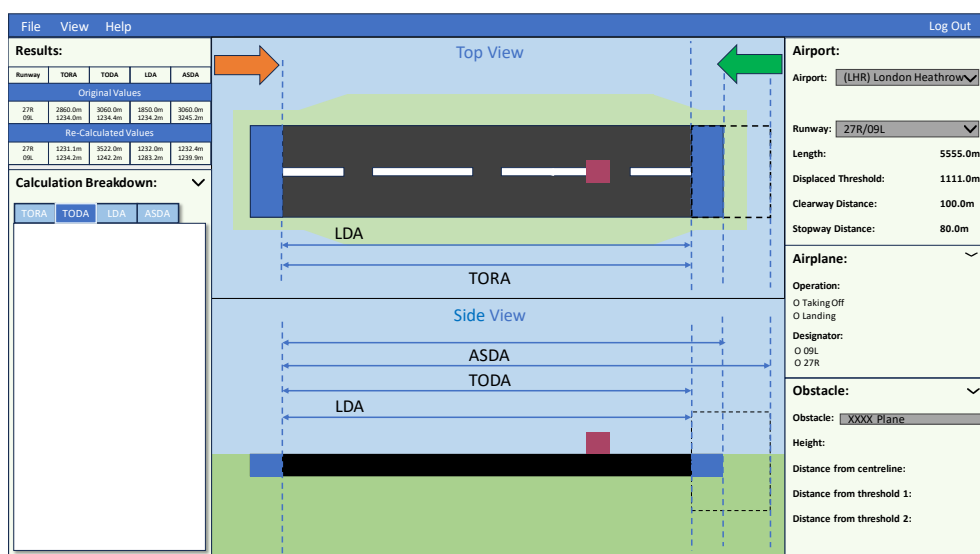 File View Help Log Out
Results:
Runway TORA TODA LDA ASDA
Original Values
27R 2860.0m 3060.0m 1850.0m 3060.0m
09L 1234.0m 1234.4m 1234.2m 3245.2m
Re-Calculated Values
27R 1231.1m 3522.0m 1232.0m 1232.4m
09L 1234.2m 1242.2m 1283.2m 1239.9m
Calculation Breakdown:
TORA TODA LDA ASDA
Top View
LDA
TORA
Side View
ASDA
TODA
LDA
Airport:
Airport: (LHR) London Heathrow
Runway: 27R/09L
Length: 5555.0m
Displaced Threshold: 1111.0m
Clearway Distance: 100.0m
Stopway Distance: 80.0m
Airplane:
Operation:
O Taking Off
O Landing
Designator:
O 09L
O 27R
Obstacle:
Obstacle: XXXX Plane
Height:
Distance from centreline:
Distance from threshold 1:
Distance from threshold 2: